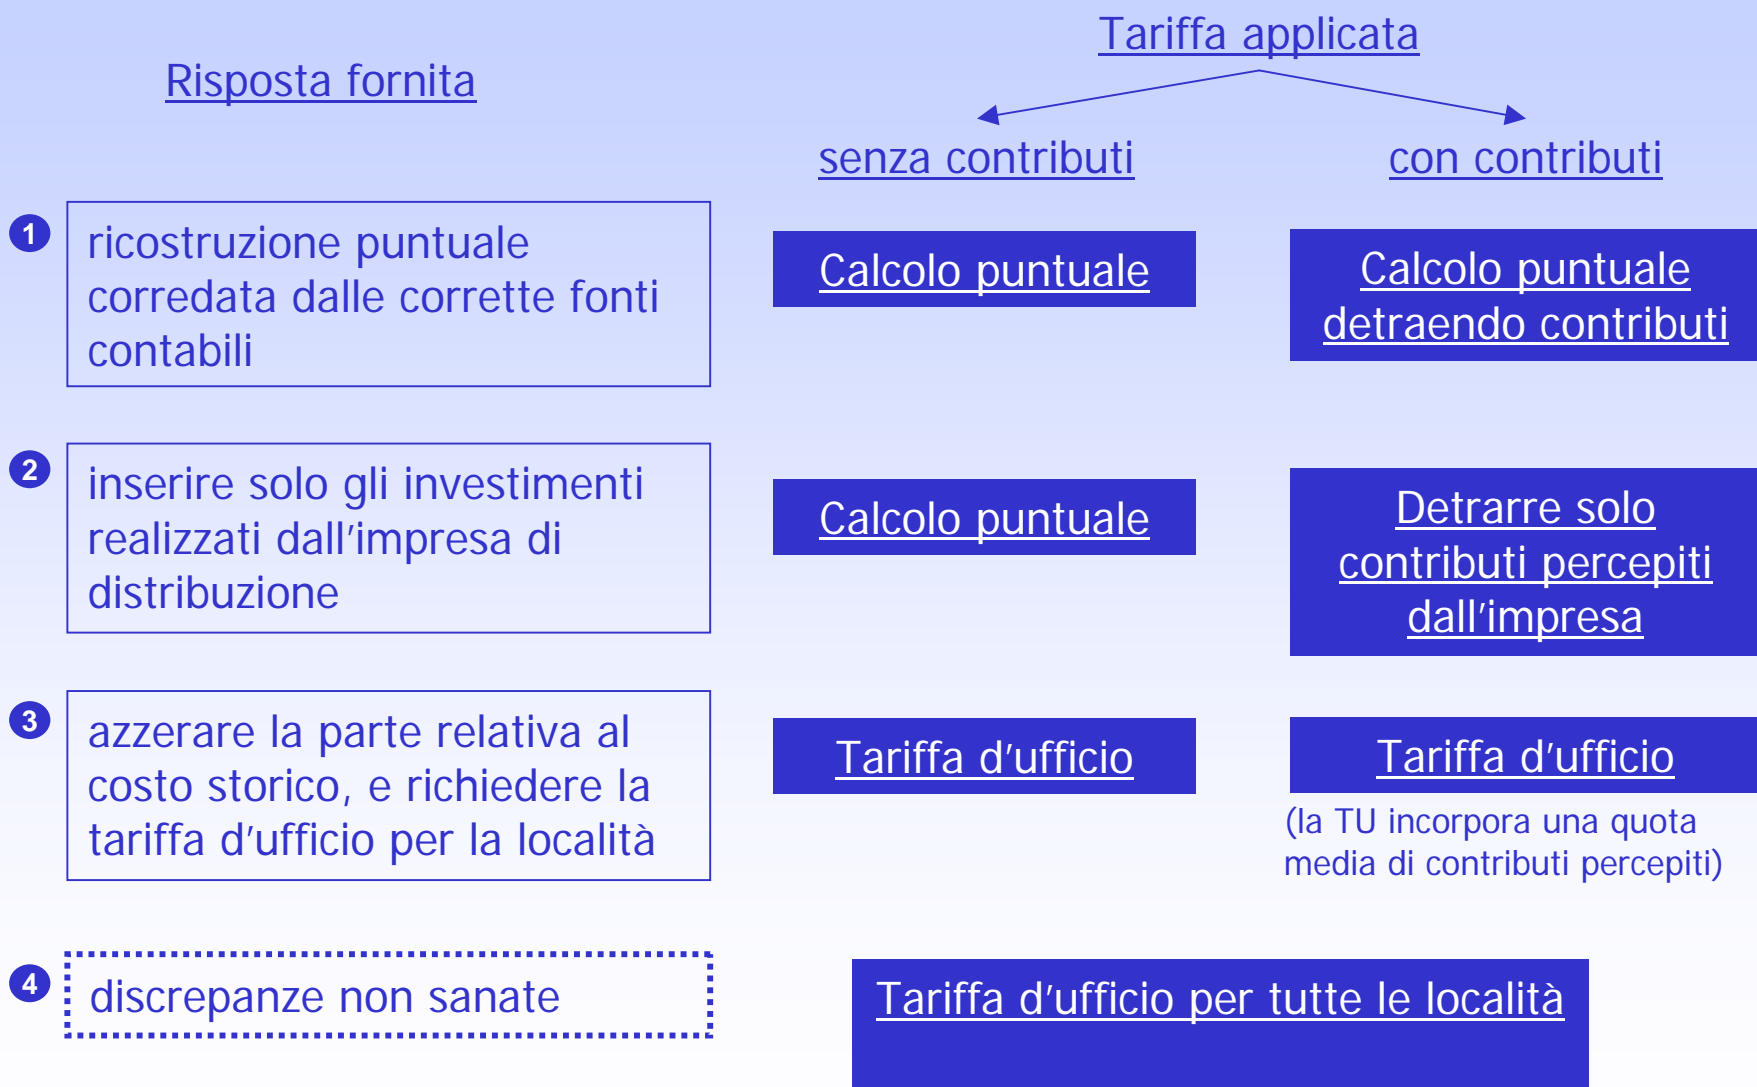 Risposta fornita
Tariffa applicata
senza contributi
con contributi
1
ricostruzione puntuale
corredata dalle corrette fonti
contabili
Calcolo puntuale
Calcolo puntuale
detraendo contributi
2
inserire solo gli investimenti
realizzati dall'impresa di
distribuzione
Calcolo puntuale
Detrarre solo
contributi percepiti
dall'impresa
3
azzerare la parte relativa al
costo storico, e richiedere la
tariffa d'ufficio per la località
Tariffa d'ufficio
Tariffa d'ufficio
(la TU incorpora una quota
media di contributi percepiti)
4
discrepanze non sanate
Tariffa d'ufficio per tutte le località